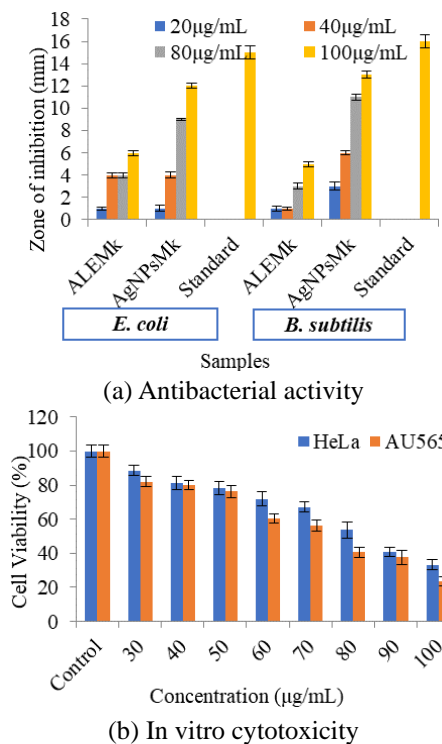 18
16
14
12
10
8
6
4
2
0
Zone of inhibition (mm)
20µg/mL 40µg/mL
80µg/mL 100µg/mL
ALEMk AgNPsMk Standard ALEMk AgNPsMk Standard
E. coli B. subtilis
Samples
(a) Antibacterial activity
120
100
80
60
40
20
0
Cell Viability (%)
HeLa AU565
Control 30 40 50 60 70 80 90 100
Concentration (µg/mL)
(b) In vitro cytotoxicity